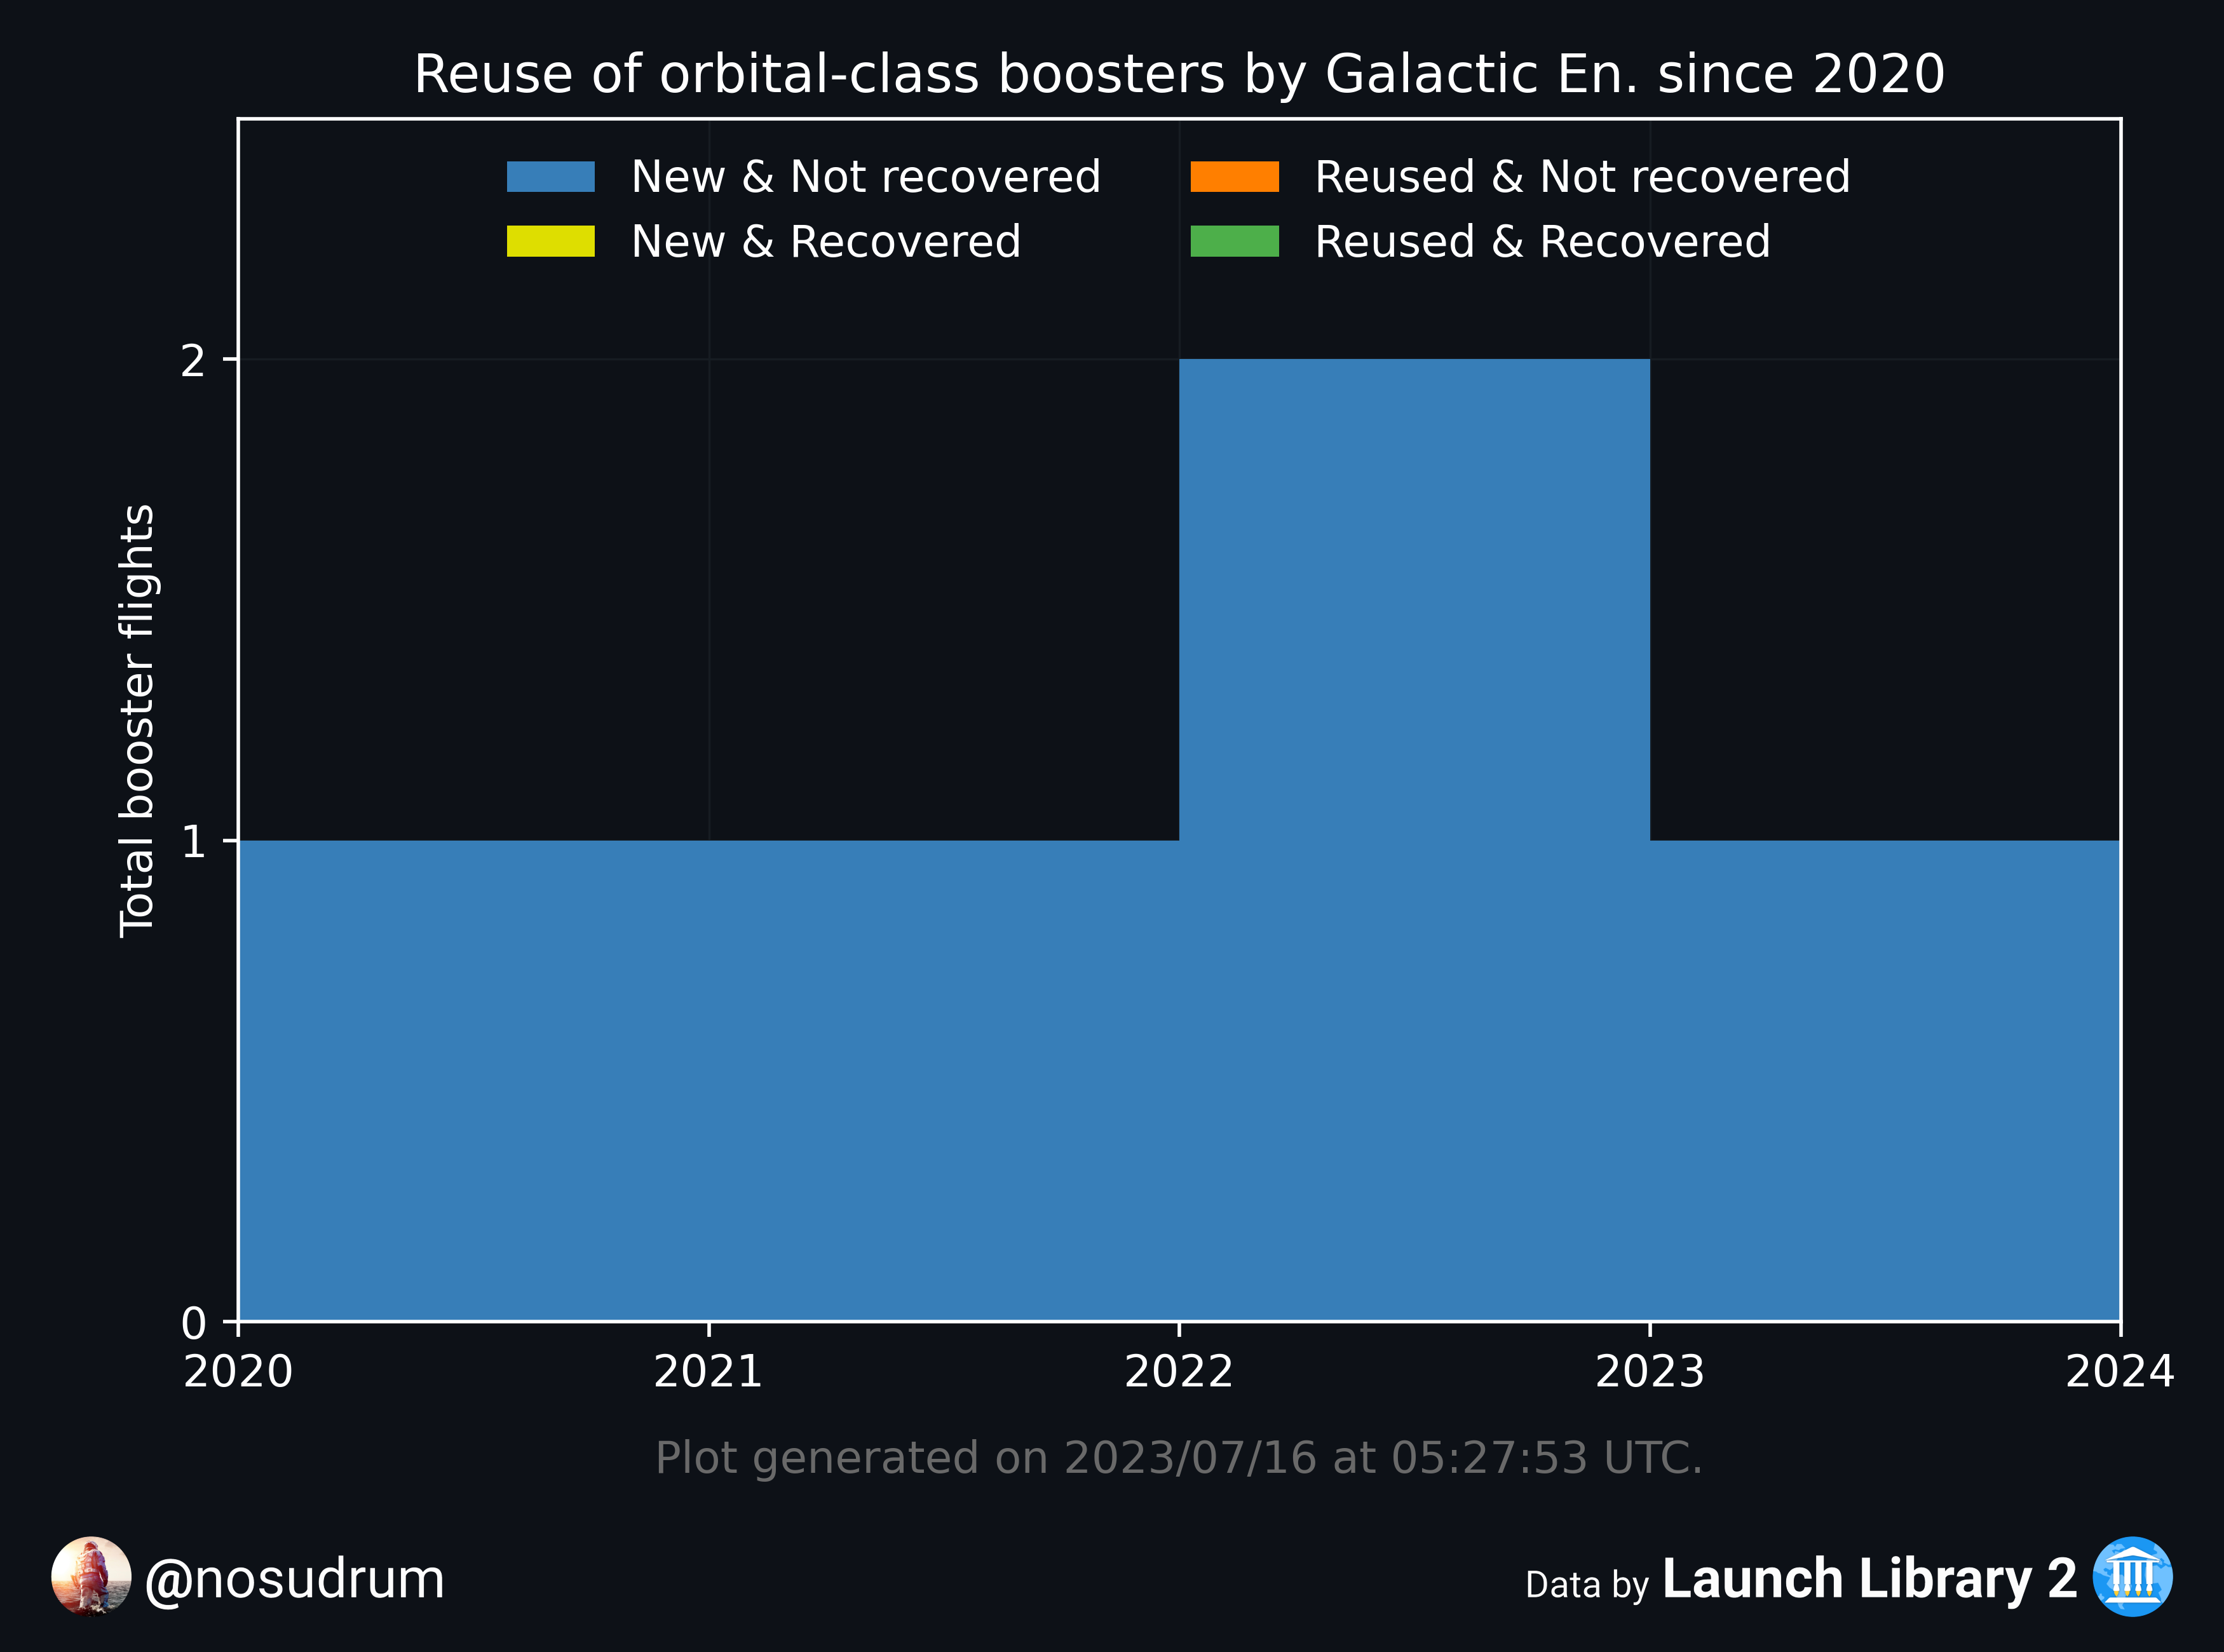 Reuse of orbital-class boosters by Galactic En. since 2020
New & Not recovered
New & Recovered
Reused & Not recovered
Reused & Recovered
Total booster flights
2
1
0
2020 2021 2022 2023 2024
Plot generated on 2023/07/16 at 05:27:53 UTC.
@nosudrum
Data by Launch Library 2